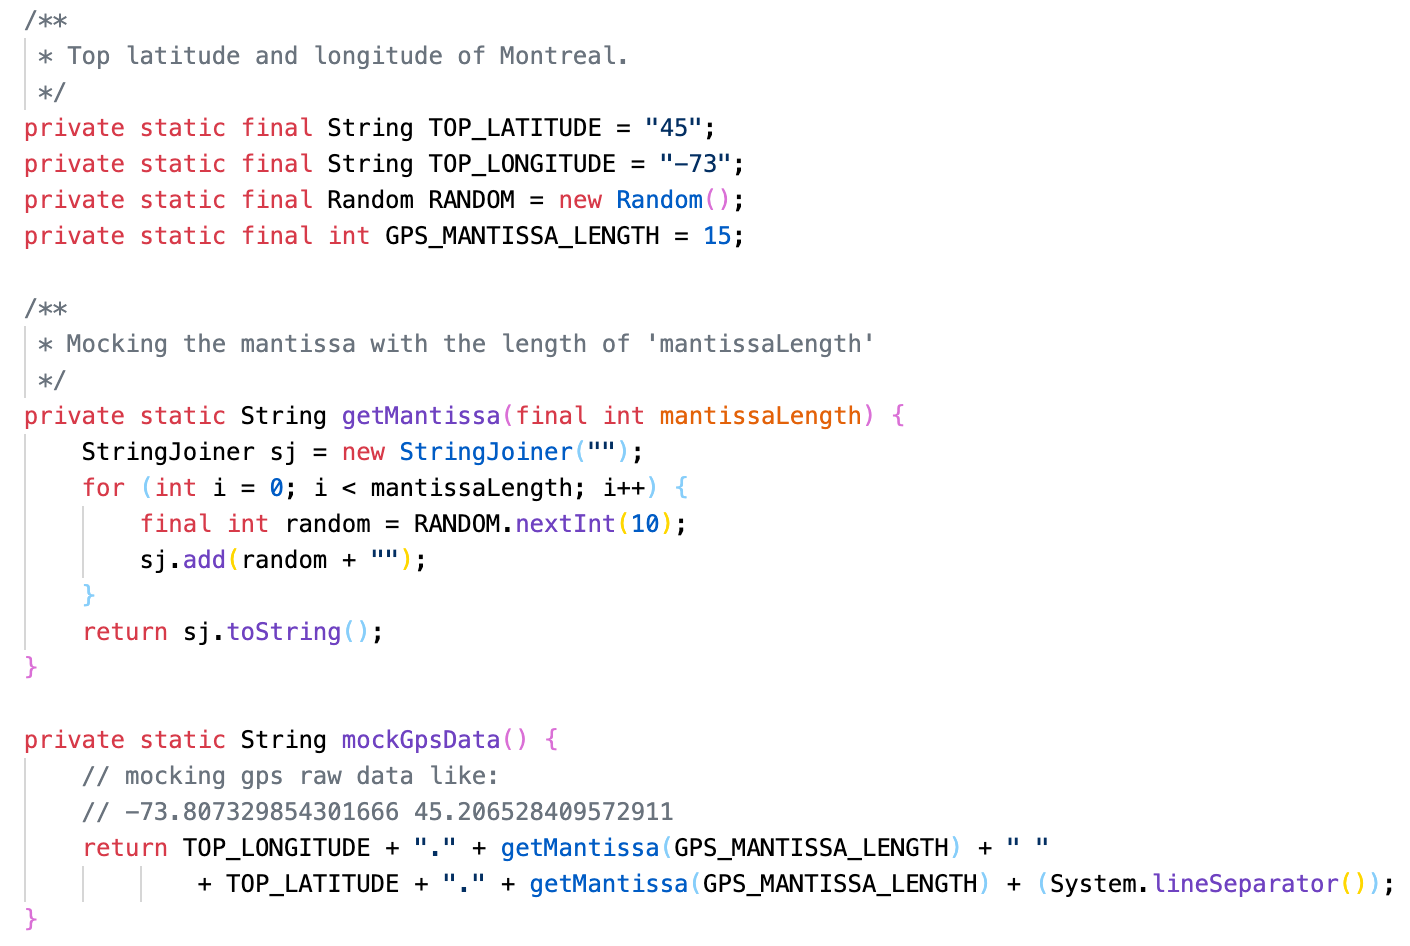 /**
 * Top latitude and longitude of Montreal.
 */
private static final String TOP_LATITUDE = "45";
private static final String TOP_LONGITUDE = "-73";
private static final Random RANDOM = new Random();
private static final int GPS_MANTISSA_LENGTH = 15;

/**
 * Mocking the mantissa with the length of 'mantissaLength'
 */
private static String getMantissa(final int mantissaLength) {
    StringJoiner sj = new StringJoiner("");
    for (int i = 0; i < mantissaLength; i++) {
        final int random = RANDOM.nextInt(10);
        sj.add(random + "");
    }
    return sj.toString();
}

private static String mockGpsData() {
    // mocking gps raw data like:
    // -73.807329854301666 45.206528409572911
    return TOP_LONGITUDE + "." + getMantissa(GPS_MANTISSA_LENGTH) + " "
            + TOP_LATITUDE + "." + getMantissa(GPS_MANTISSA_LENGTH) + (System.lineSeparator());
}